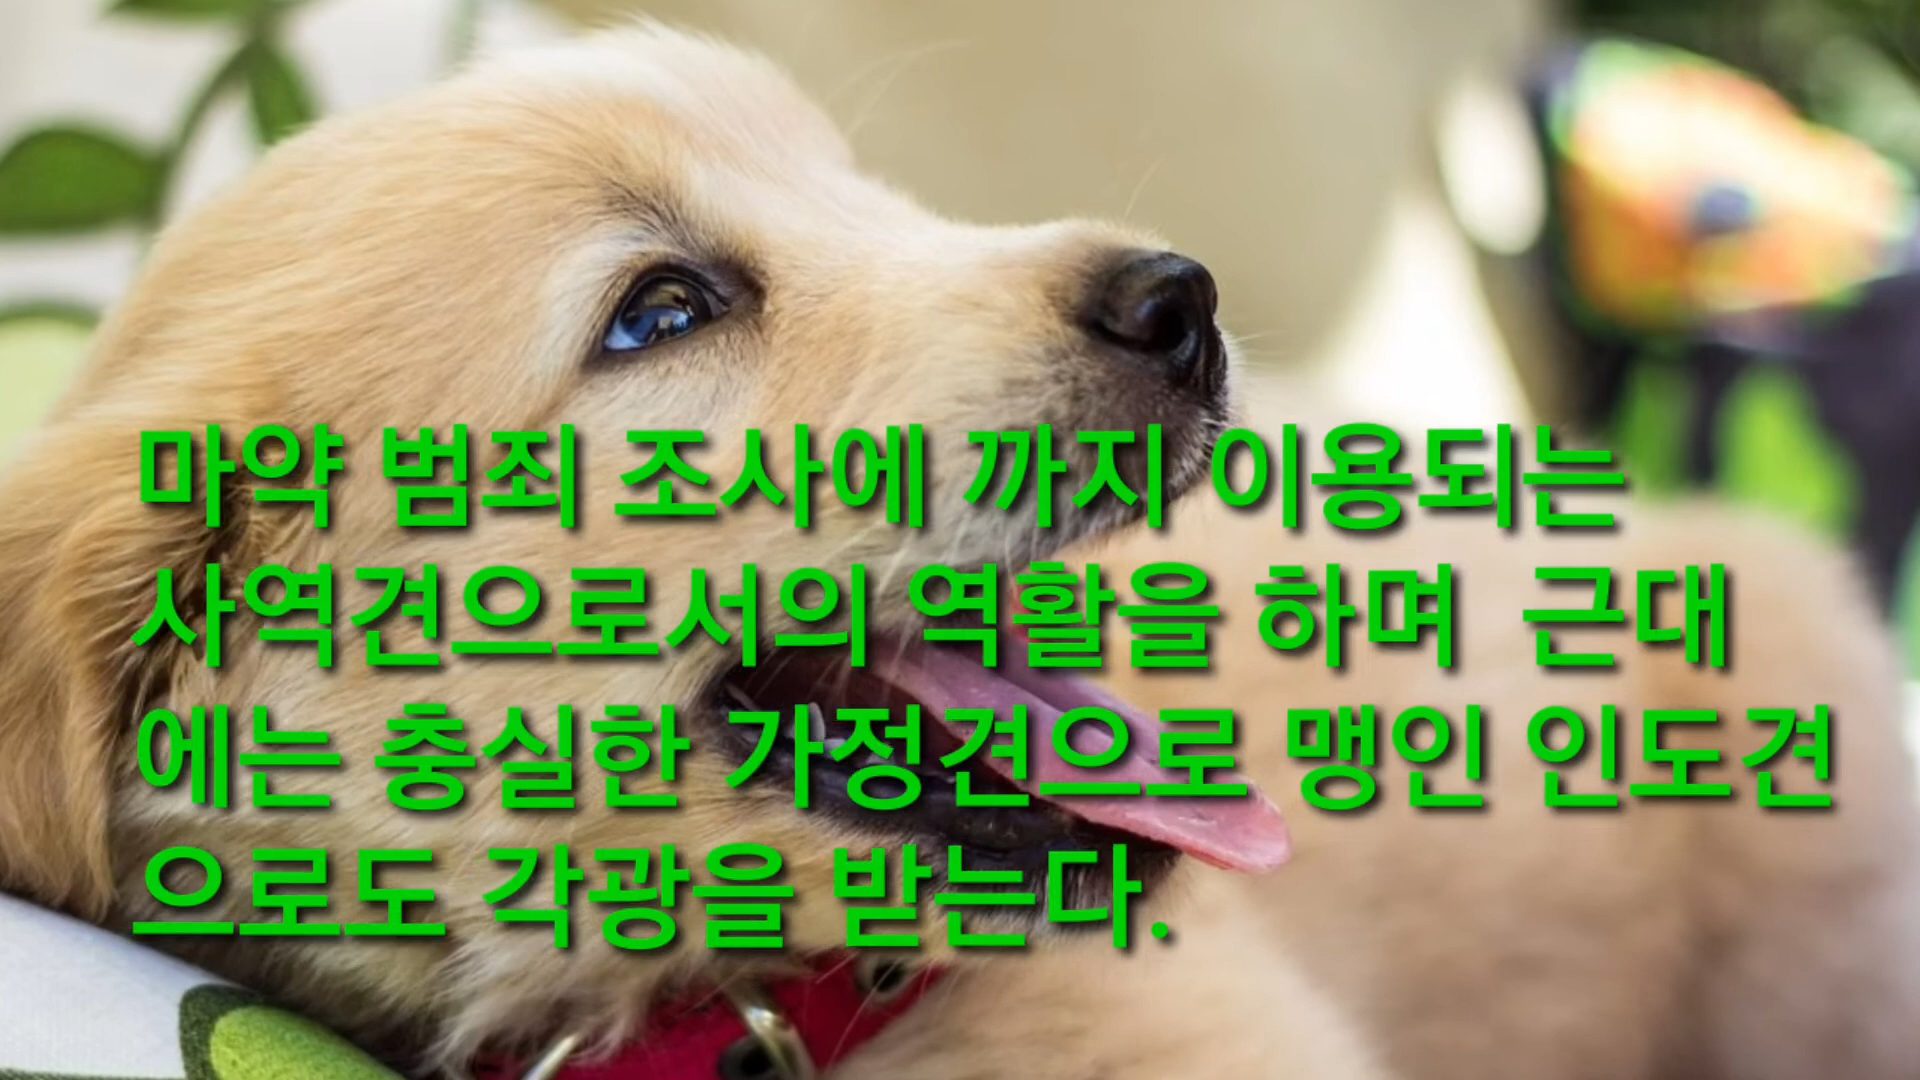 마약 범죄 조사에 까지 이용되는
사역견으로서의 역활을 하며 근대
에는 충실한 가정견으로 맹인 인도견
으로도 각광을 받는다.